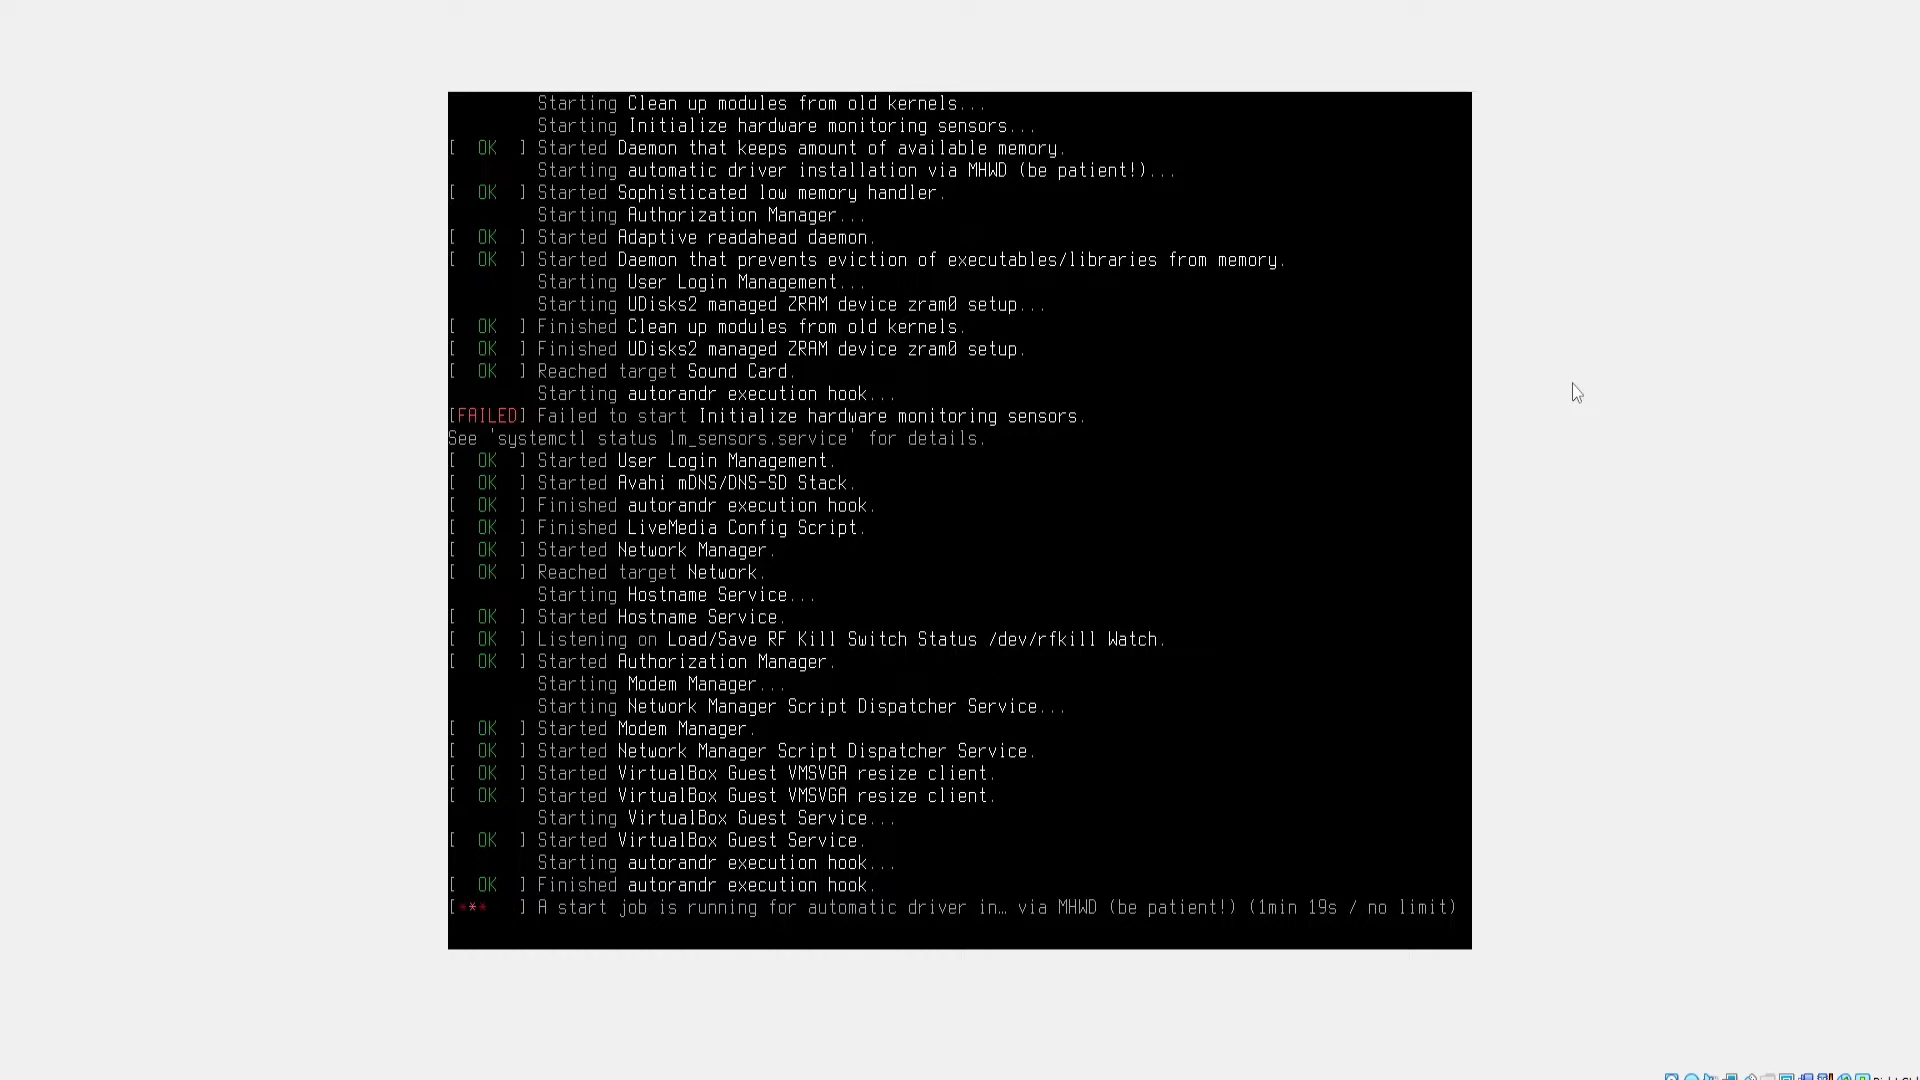 Starting Clean up modules from old kernels...
Starting Initialize hardware monitoring sensors...
[  OK  ] Started Daemon that keeps amount of available memory.
Starting automatic driver installation via MHWD (be patient!)...
[  OK  ] Started Sophisticated low memory handler.
Starting Authorization Manager...
[  OK  ] Started Adaptive readahead daemon.
[  OK  ] Started Daemon that prevents eviction of executables/libraries from memory.
Starting User Login Management...
Starting UDisks2 managed ZRAM device zram0 setup...
[  OK  ] Finished Clean up modules from old kernels.
[  OK  ] Finished UDisks2 managed ZRAM device zram0 setup.
[  OK  ] Reached target Sound Card.
Starting autorandr execution hook...
[FAILED] Failed to start Initialize hardware monitoring sensors.
See 'systemctl status lm_sensors.service' for details.
[  OK  ] Started User Login Management.
[  OK  ] Started Avahi mDNS/DNS-SD Stack.
[  OK  ] Finished autorandr execution hook.
[  OK  ] Finished LiveMedia Config Script.
[  OK  ] Started Network Manager.
[  OK  ] Reached target Network.
Starting Hostname Service...
[  OK  ] Started Hostname Service.
[  OK  ] Listening on Load/Save RF Kill Switch Status /dev/rfkill Watch.
[  OK  ] Started Authorization Manager.
Starting Modem Manager...
Starting Network Manager Script Dispatcher Service...
[  OK  ] Started Modem Manager.
[  OK  ] Started Network Manager Script Dispatcher Service.
[  OK  ] Started VirtualBox Guest VMSVGA resize client.
[  OK  ] Started VirtualBox Guest VMSVGA resize client.
Starting VirtualBox Guest Service...
[  OK  ] Started VirtualBox Guest Service.
Starting autorandr execution hook...
[  OK  ] Finished autorandr execution hook.
[***   ] A start job is running for automatic driver in… via MHWD (be patient!) (1min 19s / no limit)